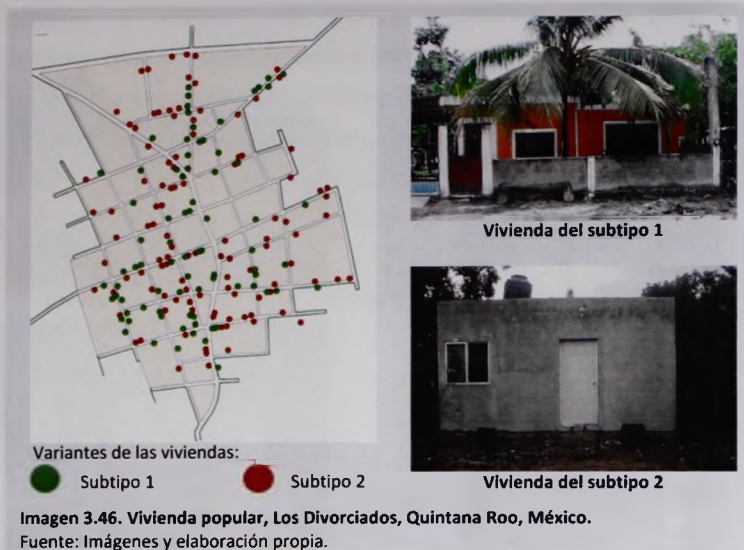 Vivienda del subtipo 1
Variantes de las viviendas:
Subtipo 1
Subtipo 2
Vivienda del subtipo 2
Imagen 3.46. Vivienda popular, Los Divorciados, Quintana Roo, México.
Fuente: Imágenes y elaboración propia.